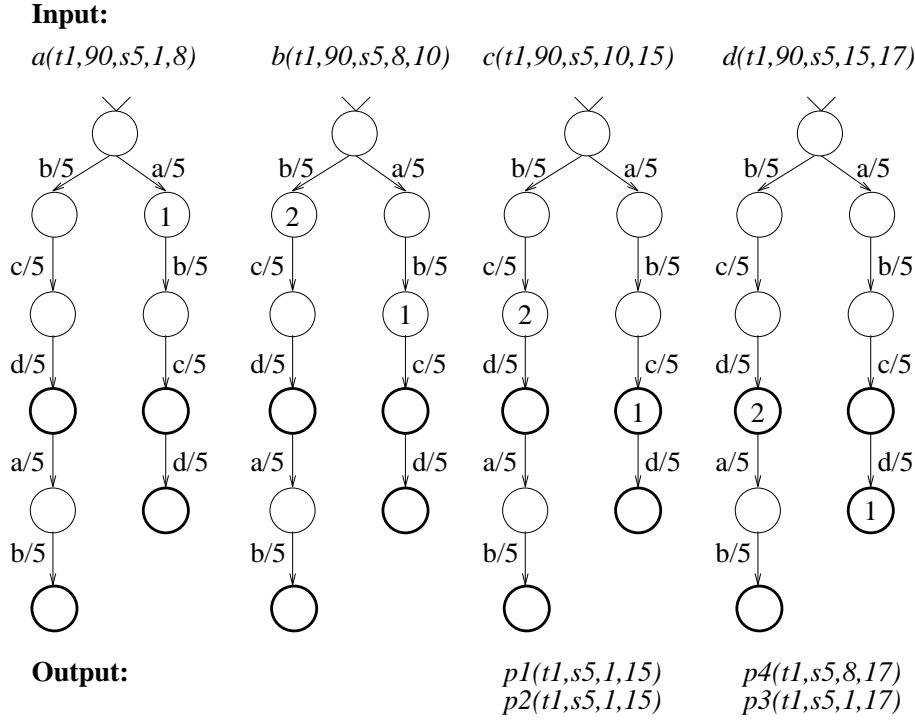 Input:
a(t1,90,s5,1,8) b(t1,90,s5,8,10) c(t1,90,s5,10,15) d(t1,90,s5,15,17)
b/5 a/5 b/5 a/5 b/5 a/5 b/5 a/5
1 2
c/5 b/5 c/5 b/5 c/5 b/5 c/5 b/5
1 2
d/5 c/5 d/5 c/5 d/5 c/5 d/5 c/5
1 2
a/5 d/5 a/5 d/5 a/5 d/5 a/5 d/5
1
b/5 b/5 b/5 b/5
Output: p1(t1,s5,1,15) p4(t1,s5,8,17)
p2(t1,s5,1,15) p3(t1,s5,1,17)